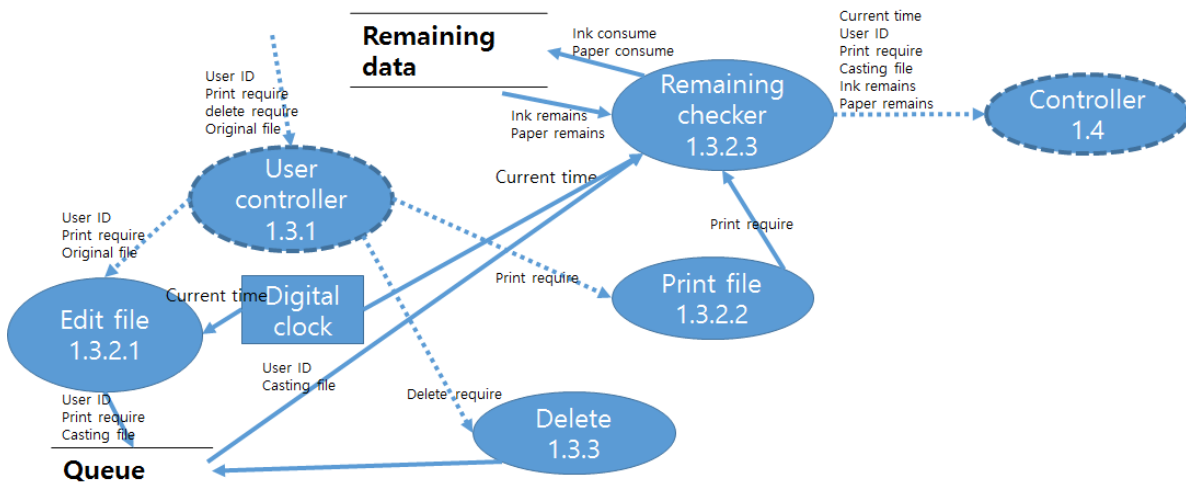 Remaining
data
Ink consume
Paper consume
Current time
User ID
Print require
Casting file
Ink remains
Paper remains
User ID
Print require
delete require
Original file
Ink remains
Paper remains
Remaining
checker
1.3.2.3
Controller
1.4
User
controller
1.3.1
Current time
User ID
Print require
Original file
Print require
Print require
Current time
Digital
clock
Print file
1.3.2.2
Edit file
1.3.2.1
User ID
Casting file
Delete require
User ID
Print require
Casting file
Delete
1.3.3
Queue